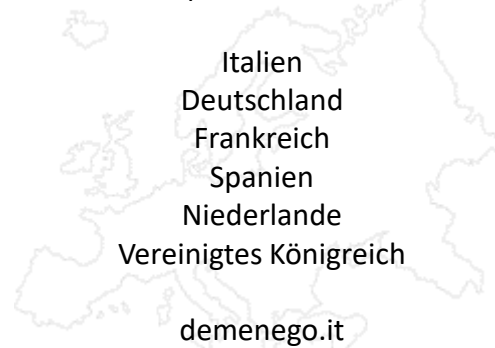 Italien
Deutschland
Frankreich
Spanien
Niederlande
Vereinigtes Königreich
demenego.it